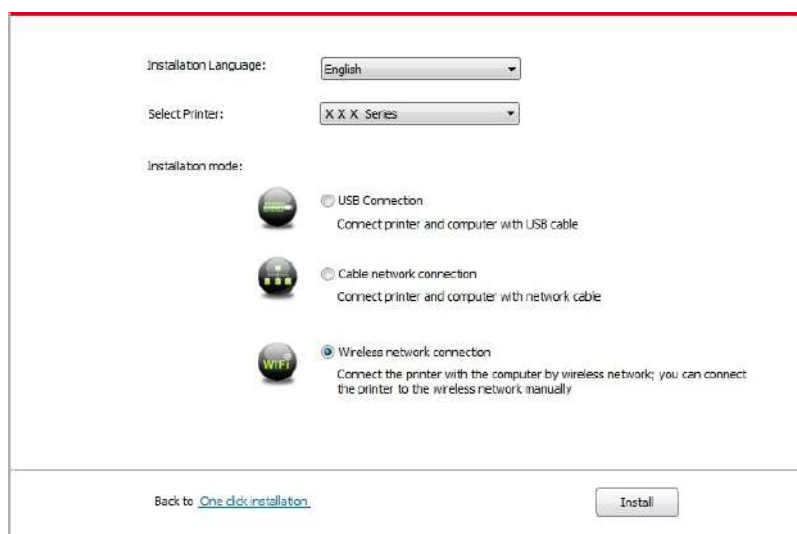 Installation Language:
English
Select Printer:
X X X Series
Installation mode:
USB Connection
Connect printer and computer with USB cable
Cable network connection
Connect printer and computer with network cable
WiFi
Wireless network connection
Connect the printer with the computer by wireless network; you can connect
the printer to the wireless network manually
Back to One click installation
Install